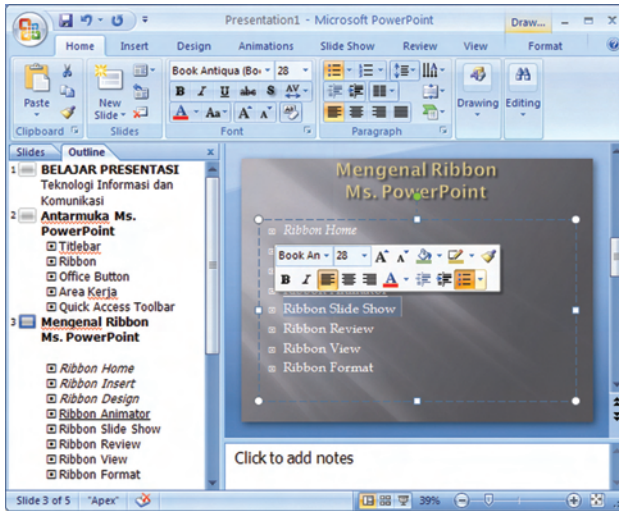 Presentation1 - Microsoft PowerPoint
Draw...
Home Insert Design Animations Slide Show Review View Format
Paste
New Slide
Book Antiqua (Bo
28
B I U abe S AV
A Aa A A
Drawing
Editing
Clipboard
Slides
Font
Paragraph
Slides Outline x
1 BELAJAR PRESENTASI
Teknologi Informasi dan
Komunikasi
2 Antarmuka Ms.
PowerPoint
Titlebar
Ribbon
Office Button
Area Kerja
Quick Access Toolbar
3 Mengenal Ribbon
Ms. PowerPoint
Ribbon Home
Ribbon Insert
Ribbon Design
Ribbon Animator
Ribbon Slide Show
Ribbon Review
Ribbon View
Ribbon Format
Mengenal Ribbon
Ms. PowerPoint
Ribbon Home
Book An 28 A A
B I A
Ribbon Slide Show
Ribbon Review
Ribbon View
Ribbon Format
Click to add notes
Slide 3 of 5
"Apex"
39%